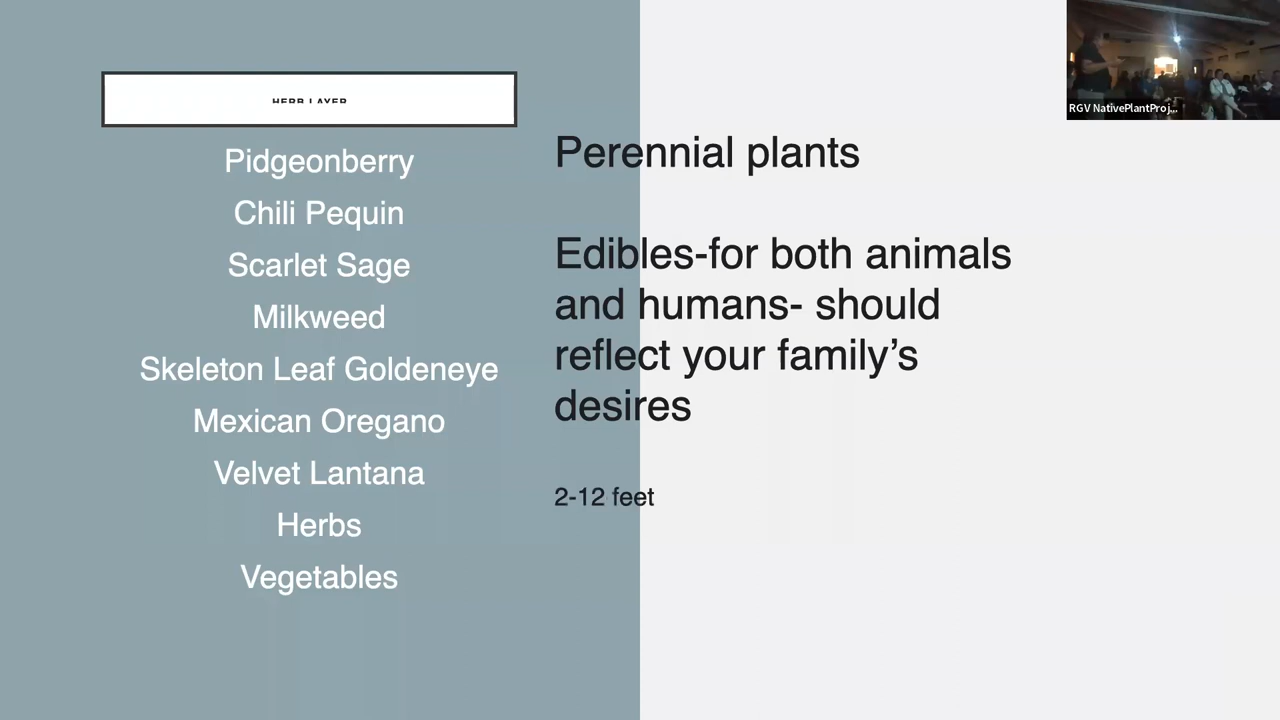 HERB LAYER
Pidgeonberry
Chili Pequin
Scarlet Sage
Milkweed
Skeleton Leaf Goldeneye
Mexican Oregano
Velvet Lantana
Herbs
Vegetables
Perennial plants
Edibles-for both animals
and humans- should
reflect your family’s
desires
2-12 feet
RGV NativePlantProj...